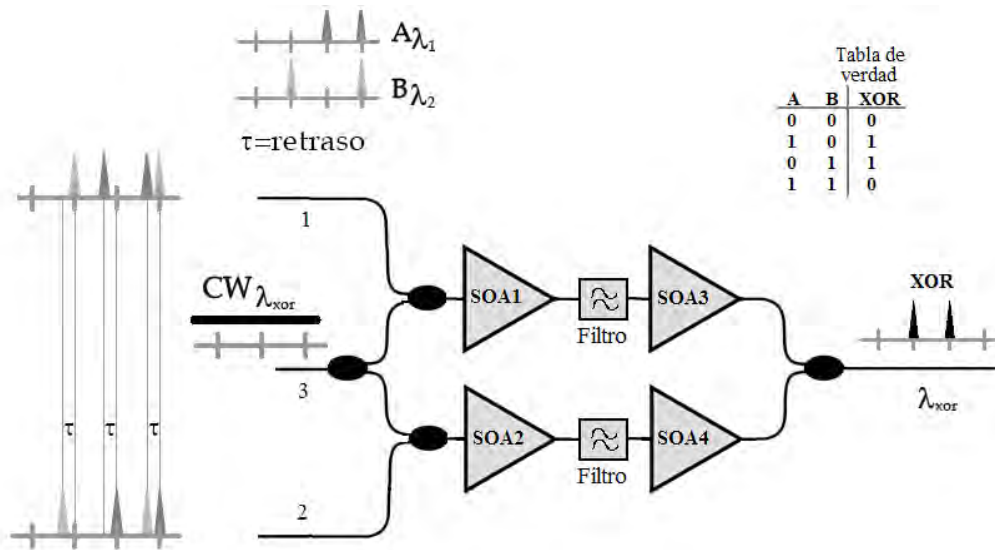 Aλ1
Bλ2
τ=retraso
Tabla de
verdad
A B XOR
0 0 0
1 0 1
0 1 1
1 1 0
1
CWλxor
3
τ τ τ
2
SOA1
Filtro
SOA3
SOA2
Filtro
SOA4
XOR
λxor